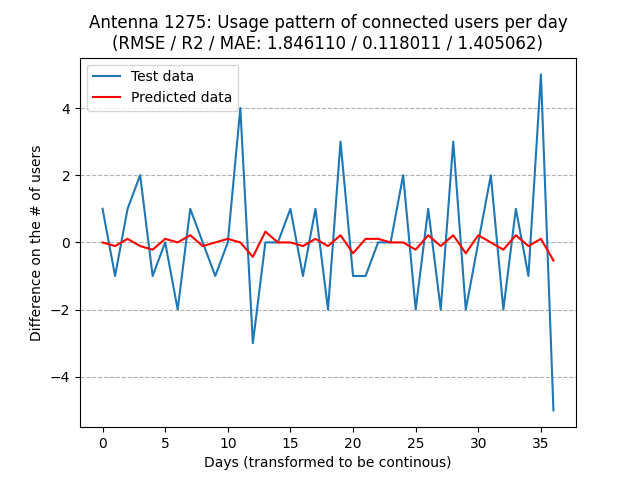 Antenna 1275: Usage pattern of connected users per day
(RMSE / R2 / MAE: 1.846110 / 0.118011 / 1.405062)
Test data
Predicted data
Difference on the # of users
4
2
0
−2
−4
0 5 10 15 20 25 30 35
Days (transformed to be continous)